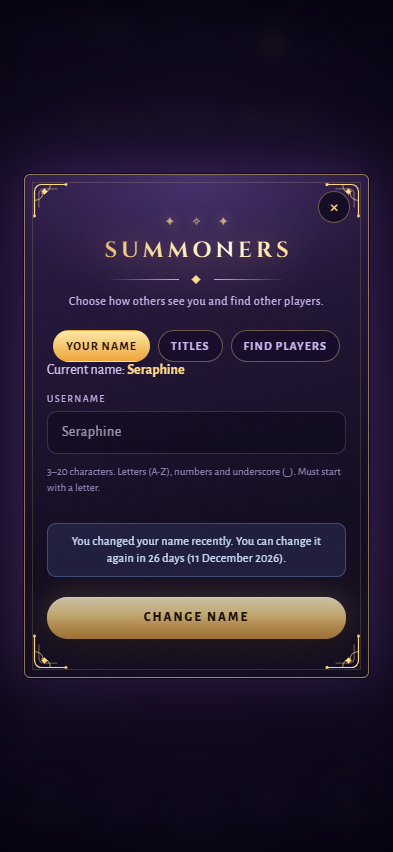 SUMMONERS
Choose how others see you and find other players.
YOUR NAME
TITLES
FIND PLAYERS
Current name: Seraphine
USERNAME
Seraphine
3–20 characters. Letters (A-Z), numbers and underscore (_). Must start
with a letter.
You changed your name recently. You can change it
again in 26 days (11 December 2026).
CHANGE NAME